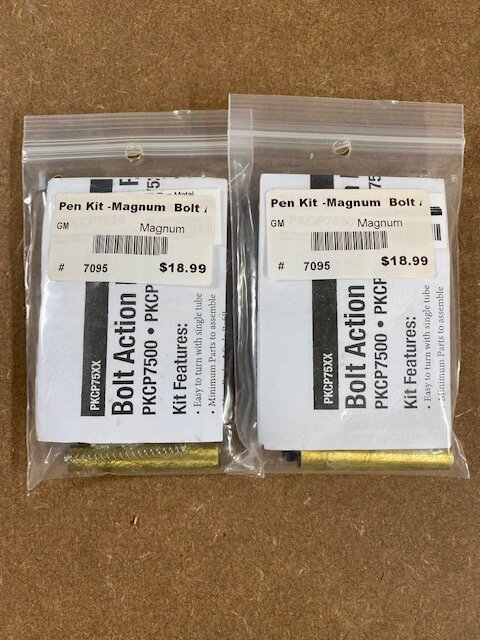 Pen Kit -Magnum Bolt
GM
Magnum
# 7095
$18.99
PKCP75XX
Bolt Action
PKCP7500 • PKCP
Kit Features:
• Easy to turn with single tube
• Minimum Parts to assemble
Pen Kit -Magnum Bolt
GM
Magnum
# 7095
$18.99
PKCP75XX
Bolt Action
PKCP7500 • PKCP
Kit Features:
• Easy to turn with single tube
• Minimum Parts to assemble